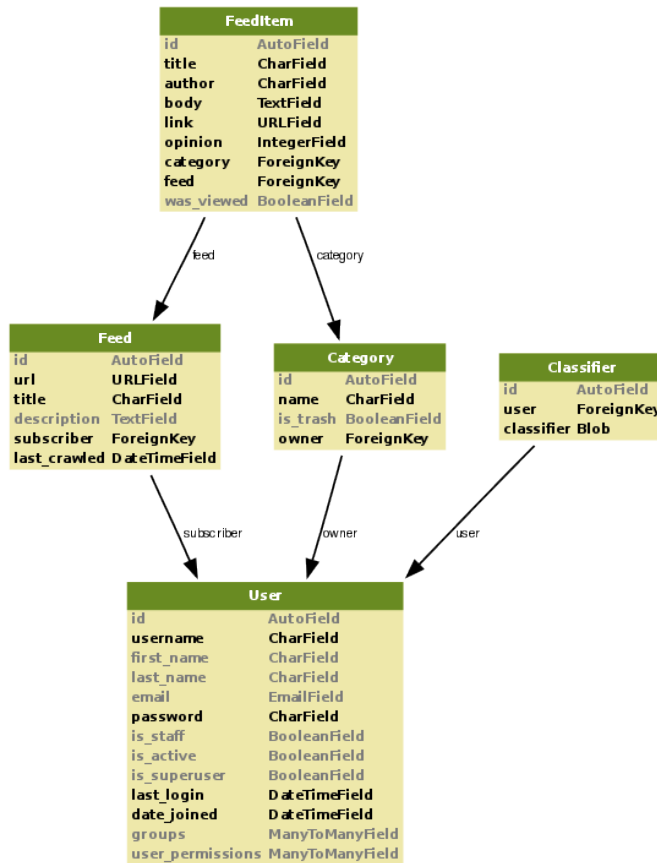 FeedItem
id AutoField
title CharField
author CharField
body TextField
link URLField
opinion IntegerField
category ForeignKey
feed ForeignKey
was_viewed BooleanField
feed
category
Feed
id AutoField
url URLField
title CharField
description TextField
subscriber ForeignKey
last_crawled DateTimeField
Category
id AutoField
name CharField
is_trash BooleanField
owner ForeignKey
Classifier
id AutoField
user ForeignKey
classifier Blob
subscriber
owner
user
User
id AutoField
username CharField
first_name CharField
last_name CharField
email EmailField
password CharField
is_staff BooleanField
is_active BooleanField
is_superuser BooleanField
last_login DateTimeField
date_joined DateTimeField
groups ManyToManyField
user_permissions ManyToManyField